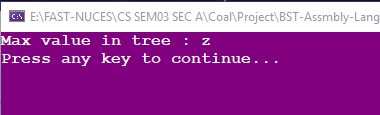 E:\FAST-NUCES\CS SEM03 SEC A\Coal\Project\BST-Assmbly-Lang
Max value in tree : z
Press any key to continue...